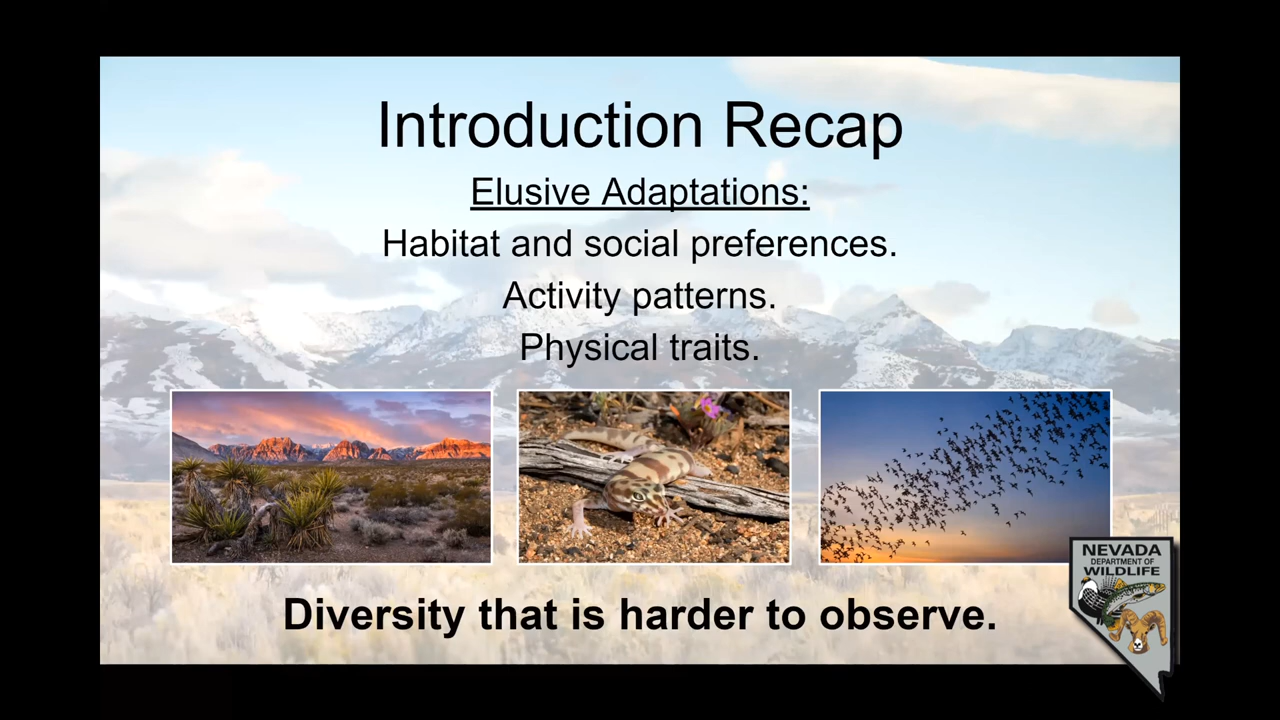 Introduction Recap
Elusive Adaptations:
Habitat and social preferences.
Activity patterns.
Physical traits.
Diversity that is harder to observe.
NEVADA
DEPARTMENT OF
WILDLIFE